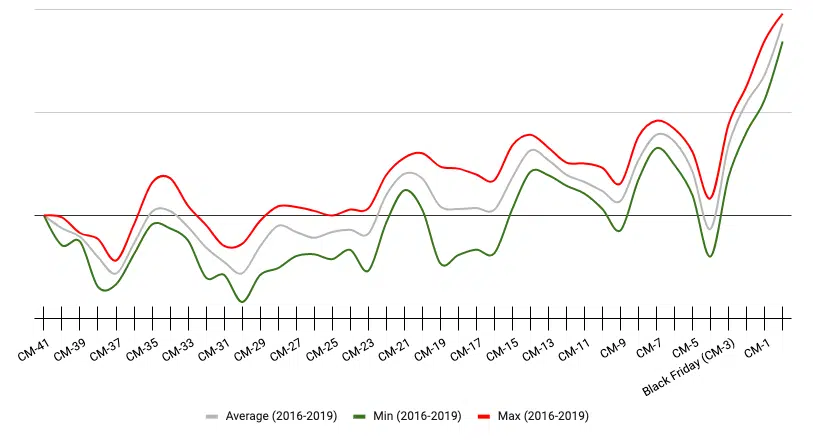 CM-41
CM-39
CM-37
CM-35
CM-33
CM-31
CM-29
CM-27
CM-25
CM-23
CM-21
CM-19
CM-17
CM-15
CM-13
CM-11
CM-9
CM-7
CM-5
Black Friday (CM-3)
CM-1
Average (2016-2019) Min (2016-2019) Max (2016-2019)